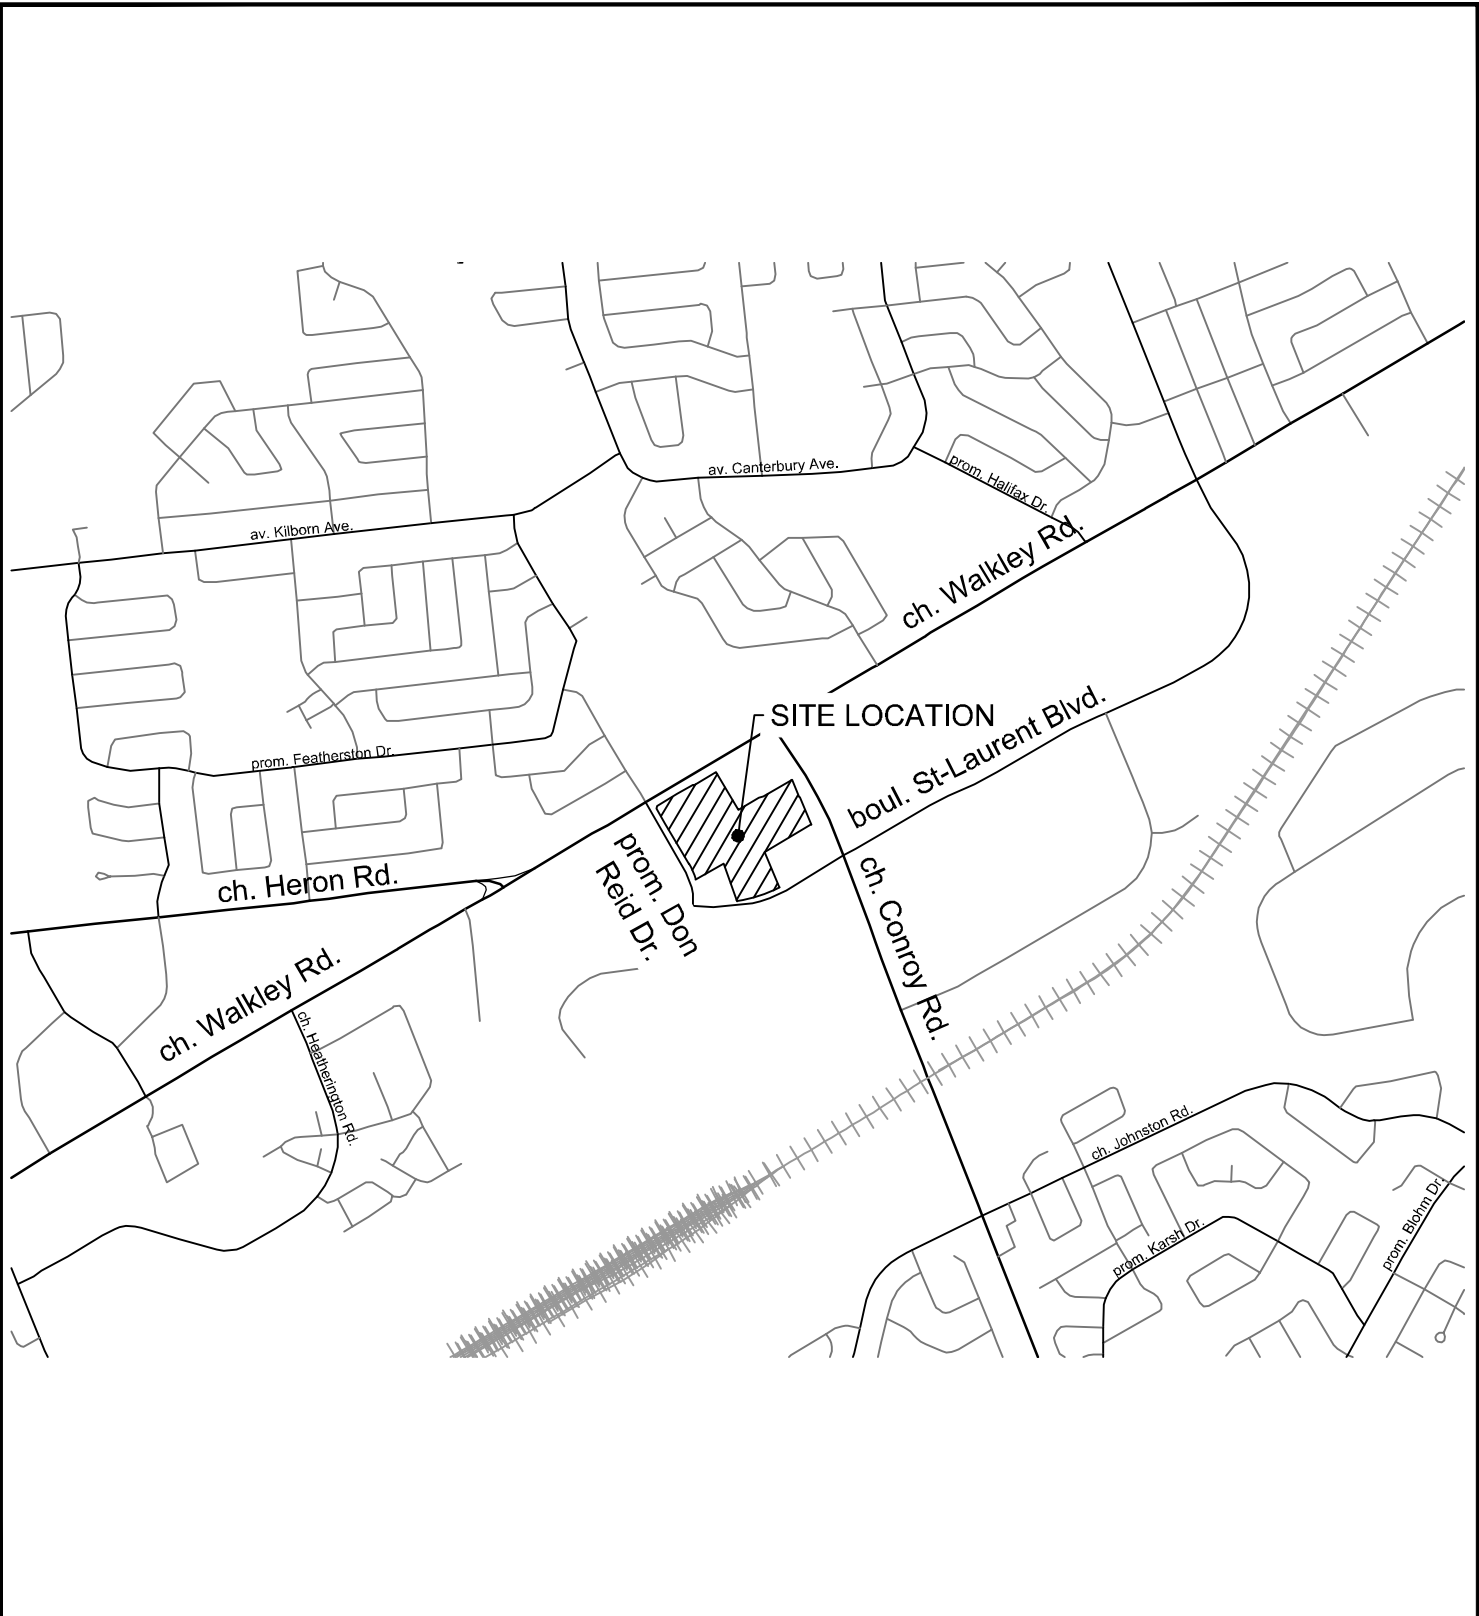 av. Canterbury Ave.
prom. Halifax Dr.
av. Kilborn Ave.
ch. Walkley Rd.
SITE LOCATION
boul. St-Laurent Blvd.
prom. Featherston Dr.
prom. Don
Reid Dr.
ch. Heron Rd.
ch. Conroy Rd.
ch. Walkley Rd.
ch. Heatherington Rd.
ch. Johnston Rd.
prom. Karsh Dr.
prom. Blohm Dr.